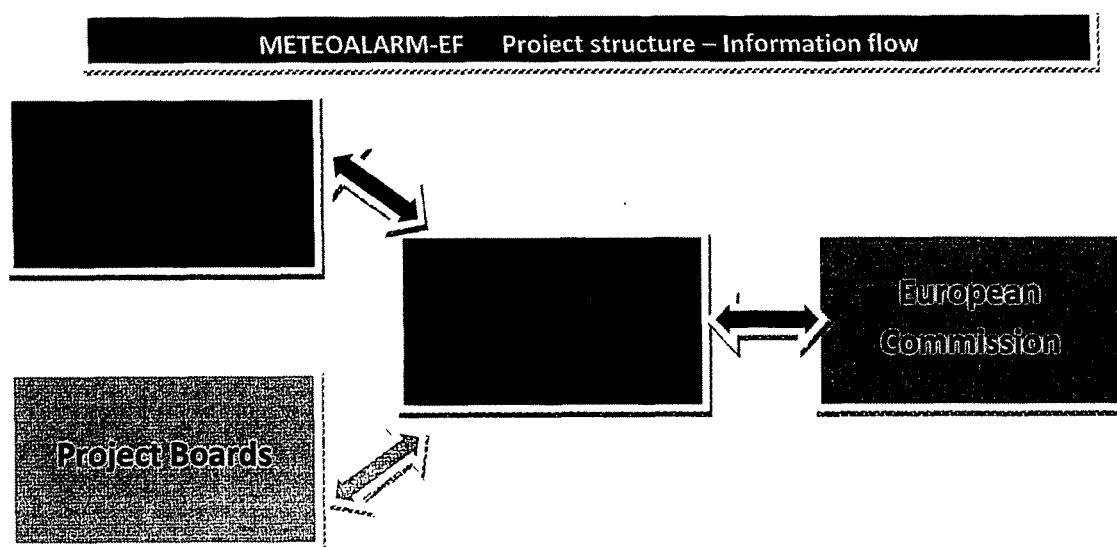 METEOALARM-EF Project structure – Information flow
European
Commission
Project Boards